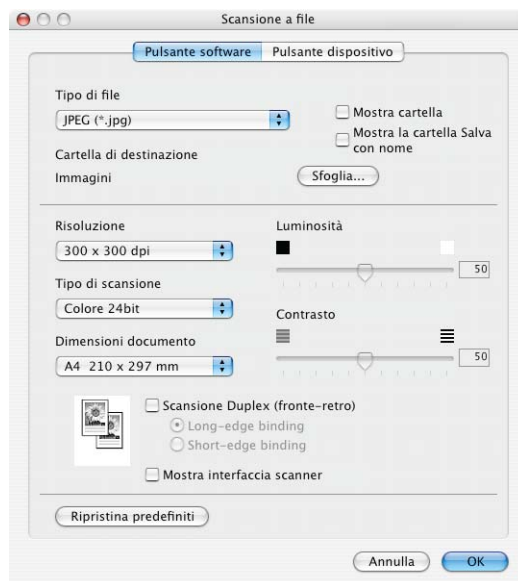 Scansione a file
Pulsante software Pulsante dispositivo
Tipo di file
JPEG (*.jpg)
Mostra cartella
Mostra la cartella Salva
con nome
Cartella di destinazione
Immagini
Sfoglia...
Risoluzione
300 x 300 dpi
Tipo di scansione
Colore 24bit
Dimensioni documento
A4 210 x 297 mm
Luminosità
50
Contrasto
50
Scansione Duplex (fronte-retro)
Long-edge binding
Short-edge binding
Mostra interfaccia scanner
Ripristina predefiniti
Annulla OK